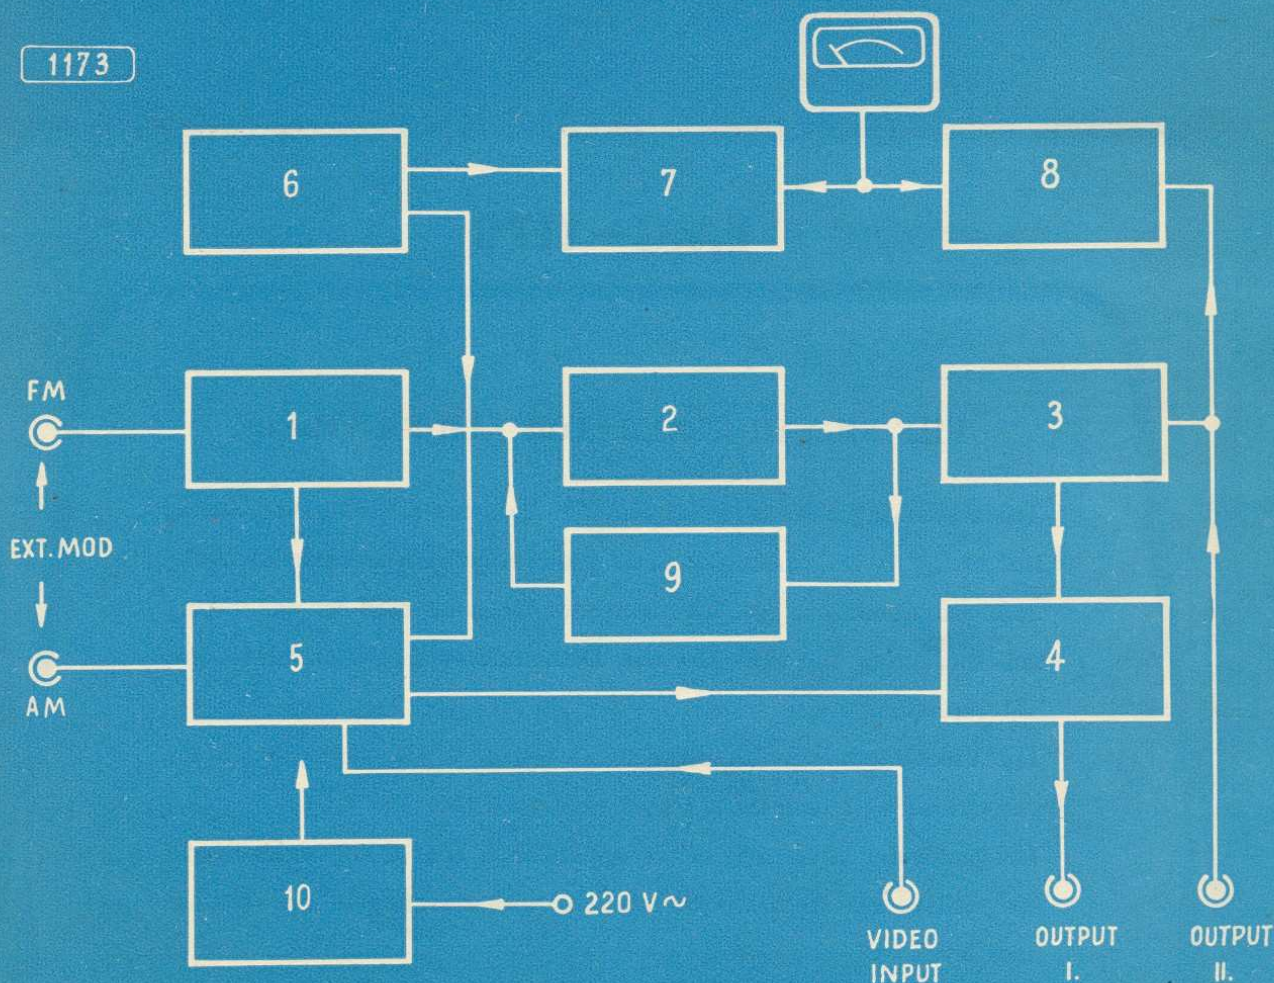 1173
6
7
8
FM
1
2
3
EXT. MOD
9
5
4
AM
10
220 V~
VIDEO
INPUT
OUTPUT
I.
OUTPUT
II.